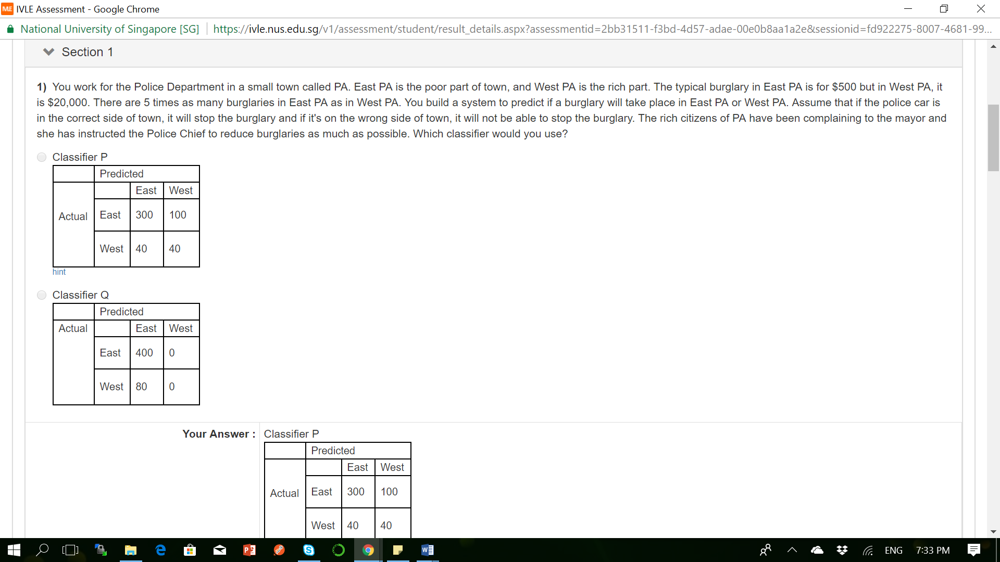 IVLE Assessment - Google Chrome
National University of Singapore [SG] https://ivle.nus.edu.sg/v1/assessment/student/result_details.aspx?assessmentid=2bb31511-f3bd-4d57-adae-00e0b8aa1a2e&sessionid=fd922275-8007-4681-99...
Section 1
1) You work for the Police Department in a small town called PA. East PA is the poor part of town, and West PA is the rich part. The typical burglary in East PA is for $500 but in West PA, it
is $20,000. There are 5 times as many burglaries in East PA as in West PA. You build a system to predict if a burglary will take place in East PA or West PA. Assume that if the police car is
in the correct side of town, it will stop the burglary and if it's on the wrong side of town, it will not be able to stop the burglary. The rich citizens of PA have been complaining to the mayor and
she has instructed the Police Chief to reduce burglaries as much as possible. Which classifier would you use?
Classifier P
Predicted
East West
Actual East 300 100
West 40 40
hint
Classifier Q
Predicted
Actual East West
East 400 0
West 80 0
Your Answer : Classifier P
Predicted
East West
Actual East 300 100
West 40 40
ENG 7:33 PM